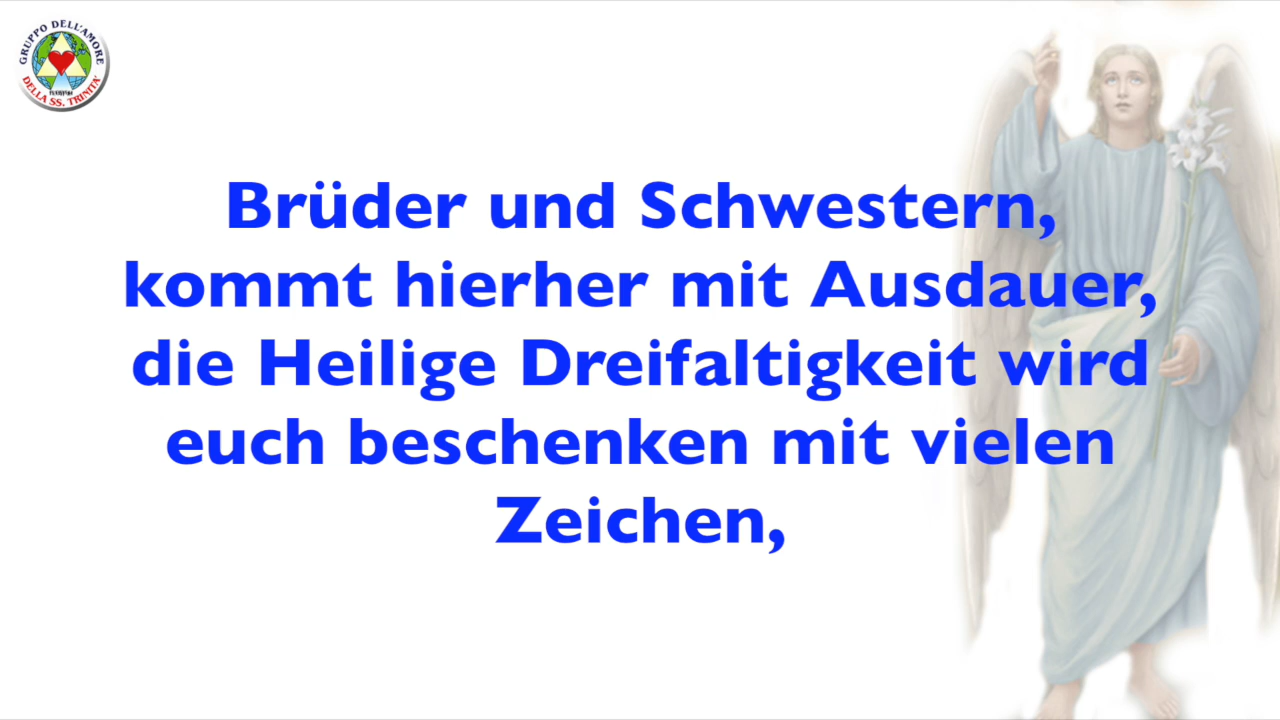 GRUPPO DELL'AMORE
DELLA SS. TRINITA'
Brüder und Schwestern,
kommt hierher mit Ausdauer,
die Heilige Dreifaltigkeit wird
euch beschenken mit vielen
Zeichen,